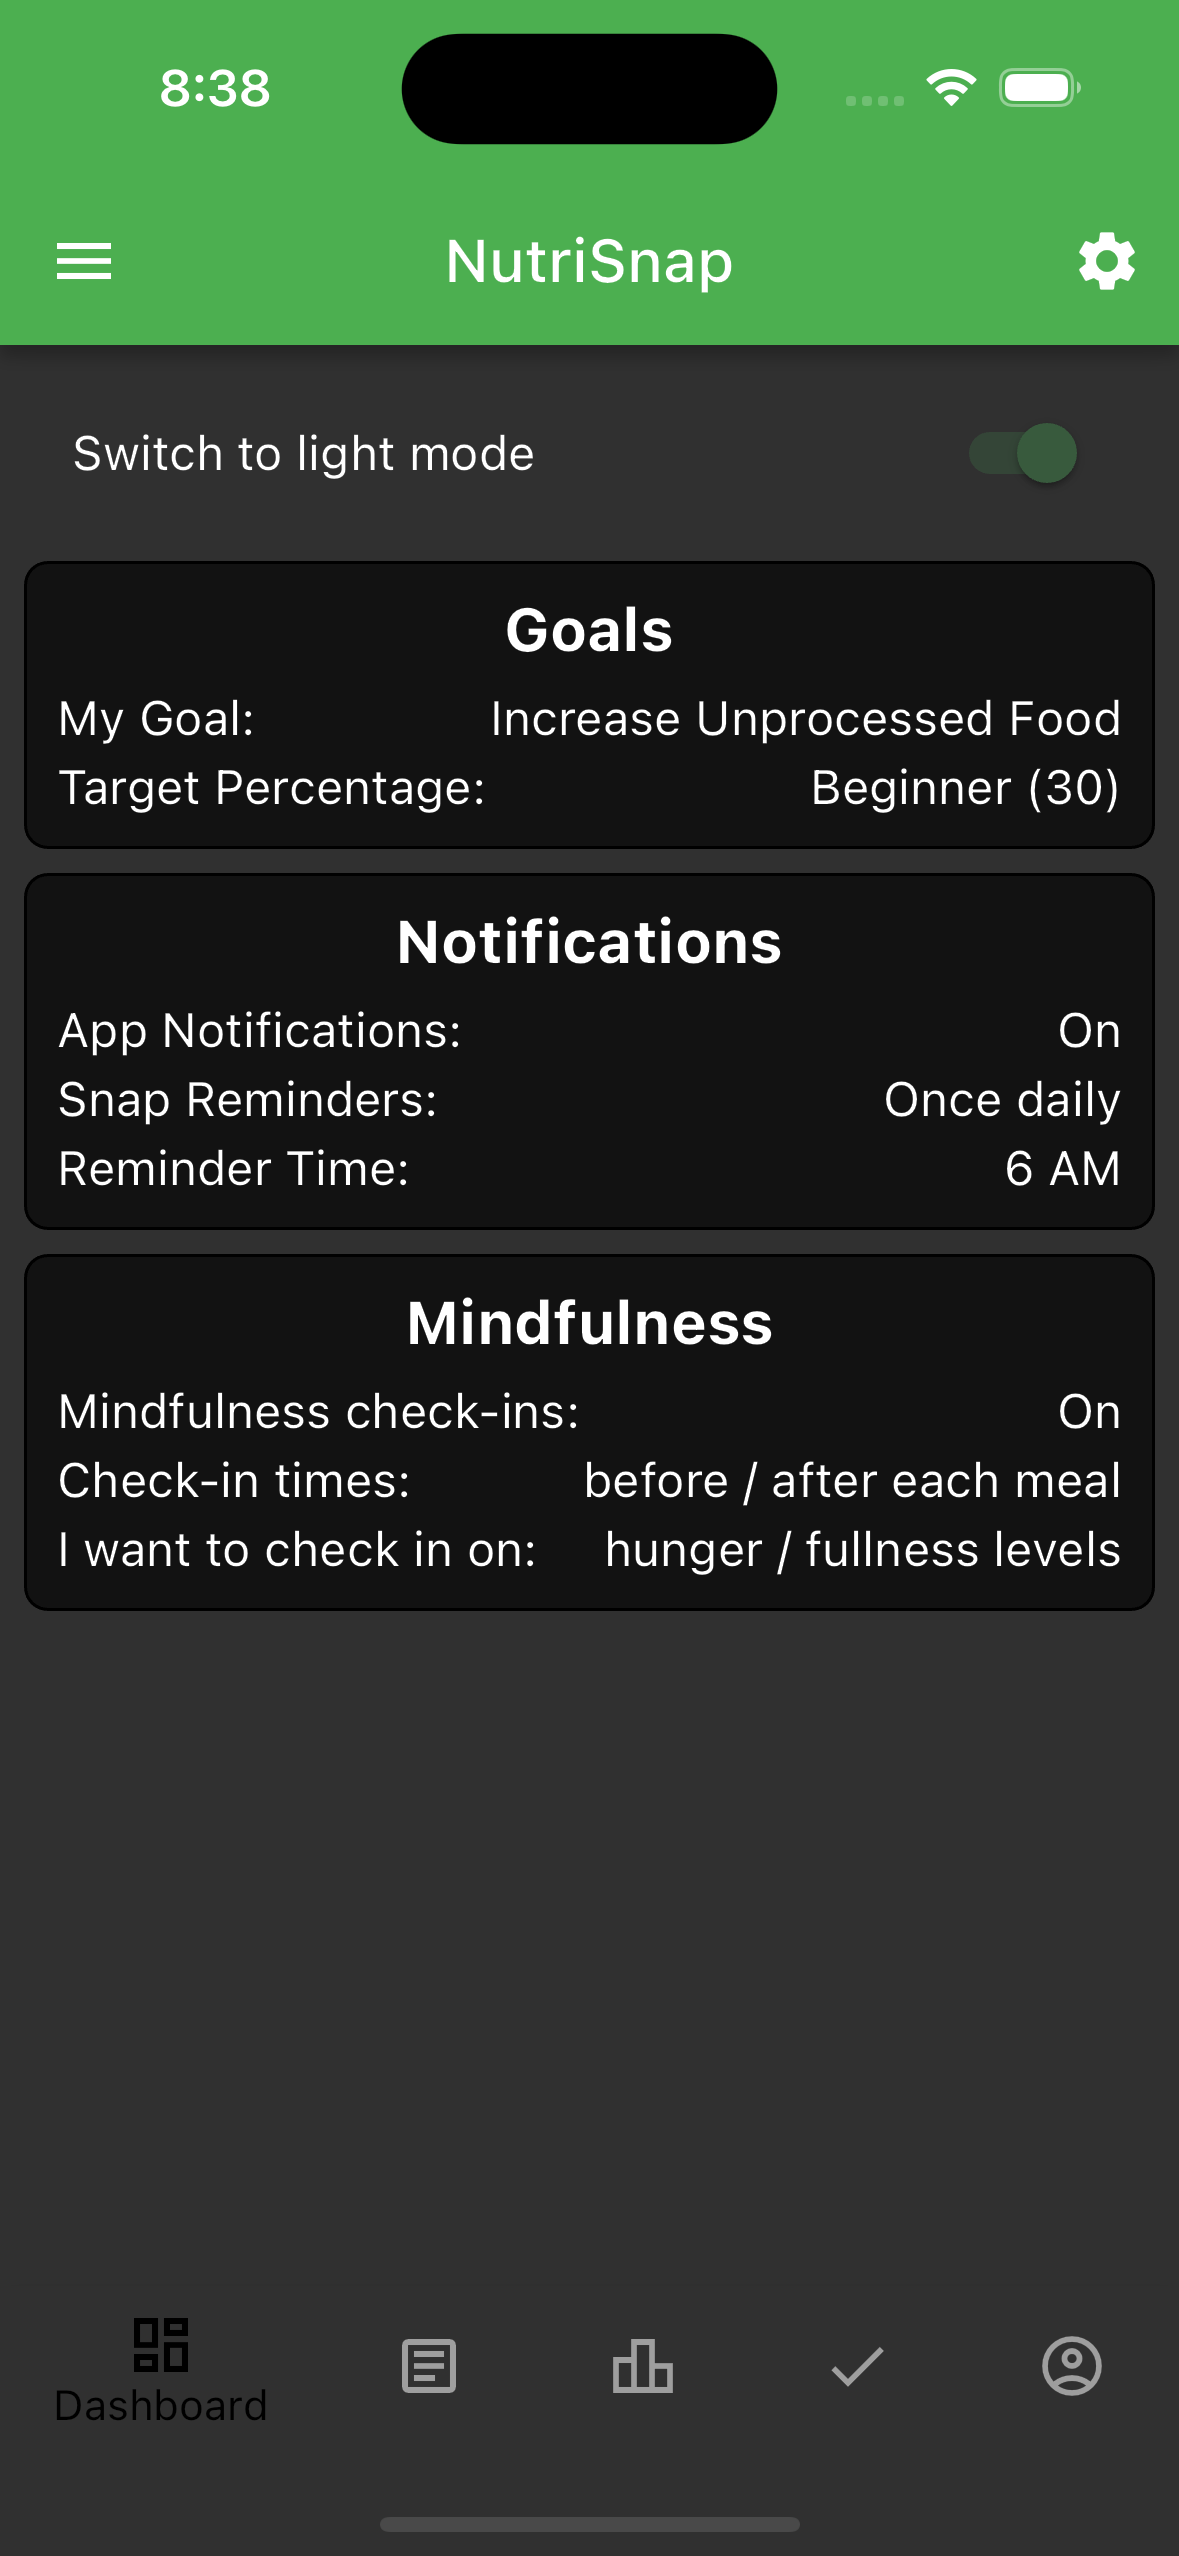 8:38
NutriSnap
Switch to light mode
Goals
My Goal: Increase Unprocessed Food
Target Percentage: Beginner (30)
Notifications
App Notifications: On
Snap Reminders: Once daily
Reminder Time: 6 AM
Mindfulness
Mindfulness check-ins: On
Check-in times: before / after each meal
I want to check in on: hunger / fullness levels
Dashboard